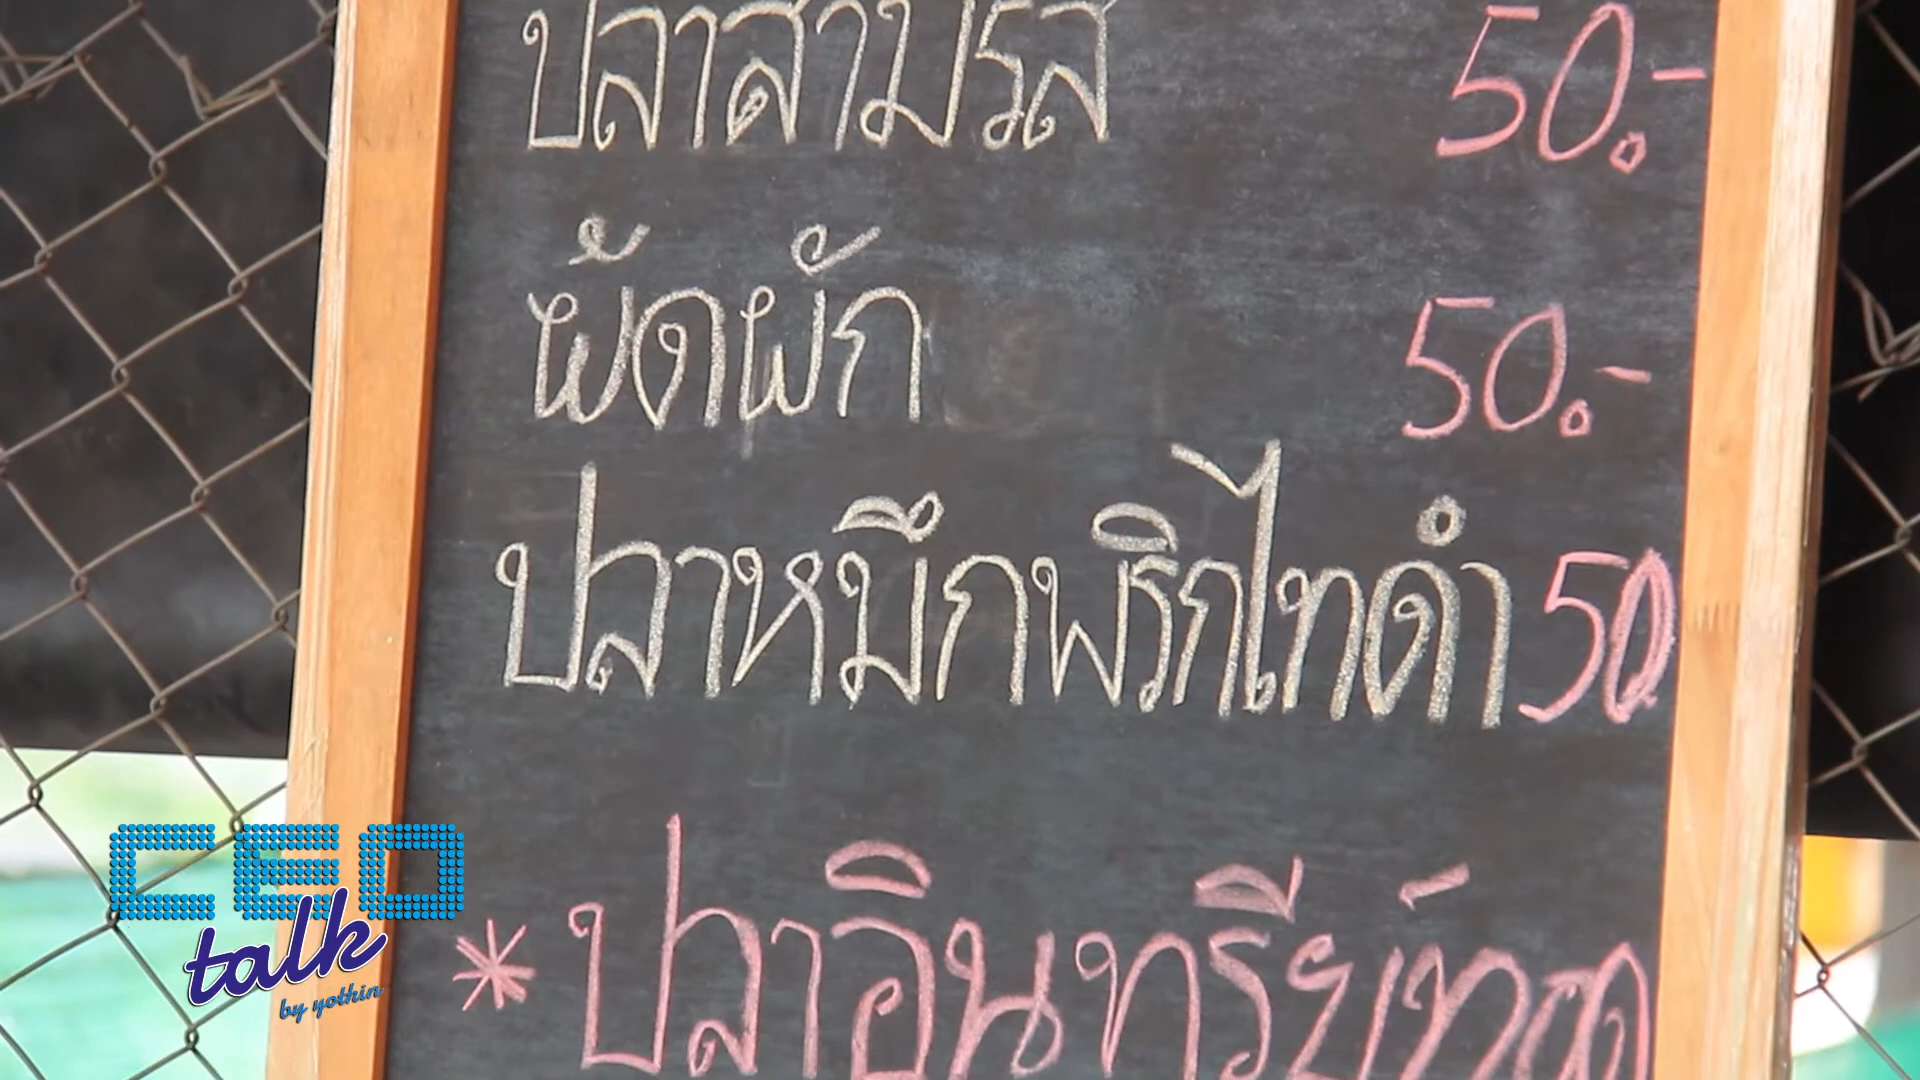 ปลาสามรส 50.-
ผัดผัก 50.-
ปลาหมึกพริกไทดำ 50
*ปลาอินทรีย์ทอด
CEO
talk
by yothin